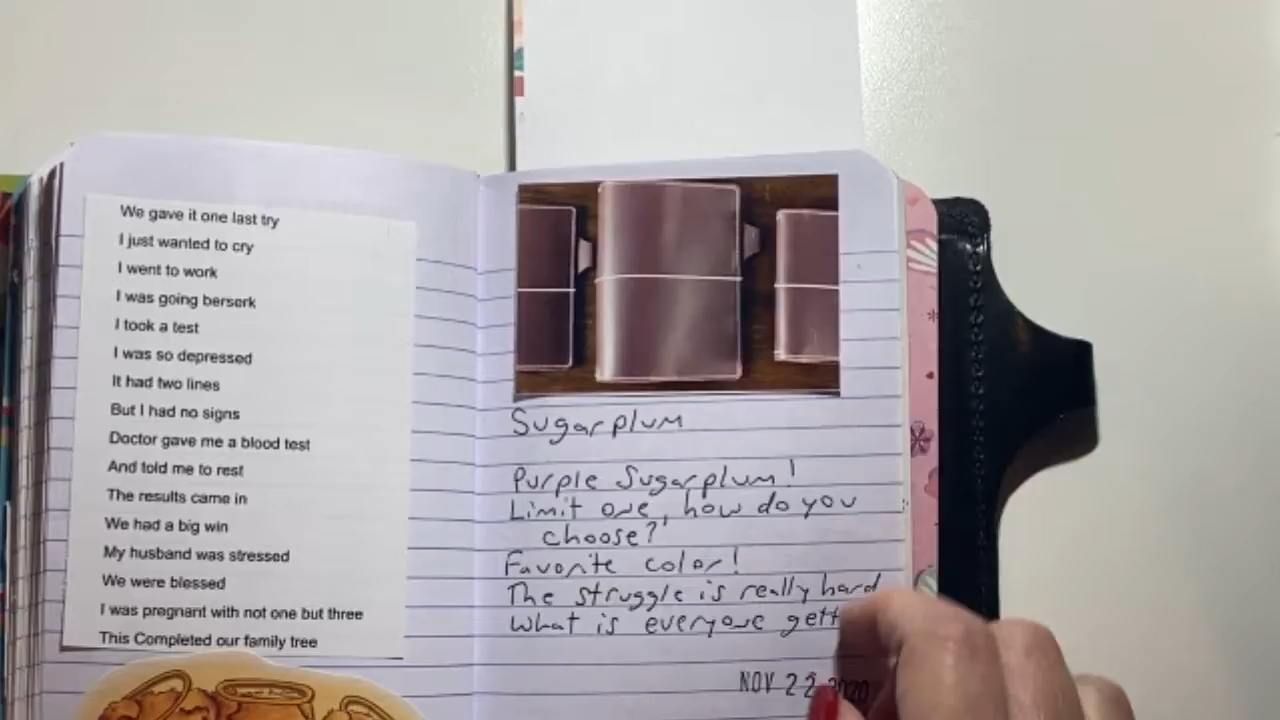 We gave it one last try
I just wanted to cry
I went to work
I was going berserk
I took a test
I was so depressed
It had two lines
But I had no signs
Doctor gave me a blood test
And told me to rest
The results came in
We had a big win
My husband was stressed
We were blessed
I was pregnant with not one but three
This Completed our family tree
Sugarplum
Purple Sugarplum!
Limit one, how do you
choose?
Favorite color!
The struggle is really hard
What is everyone gett
NOV 22 2020